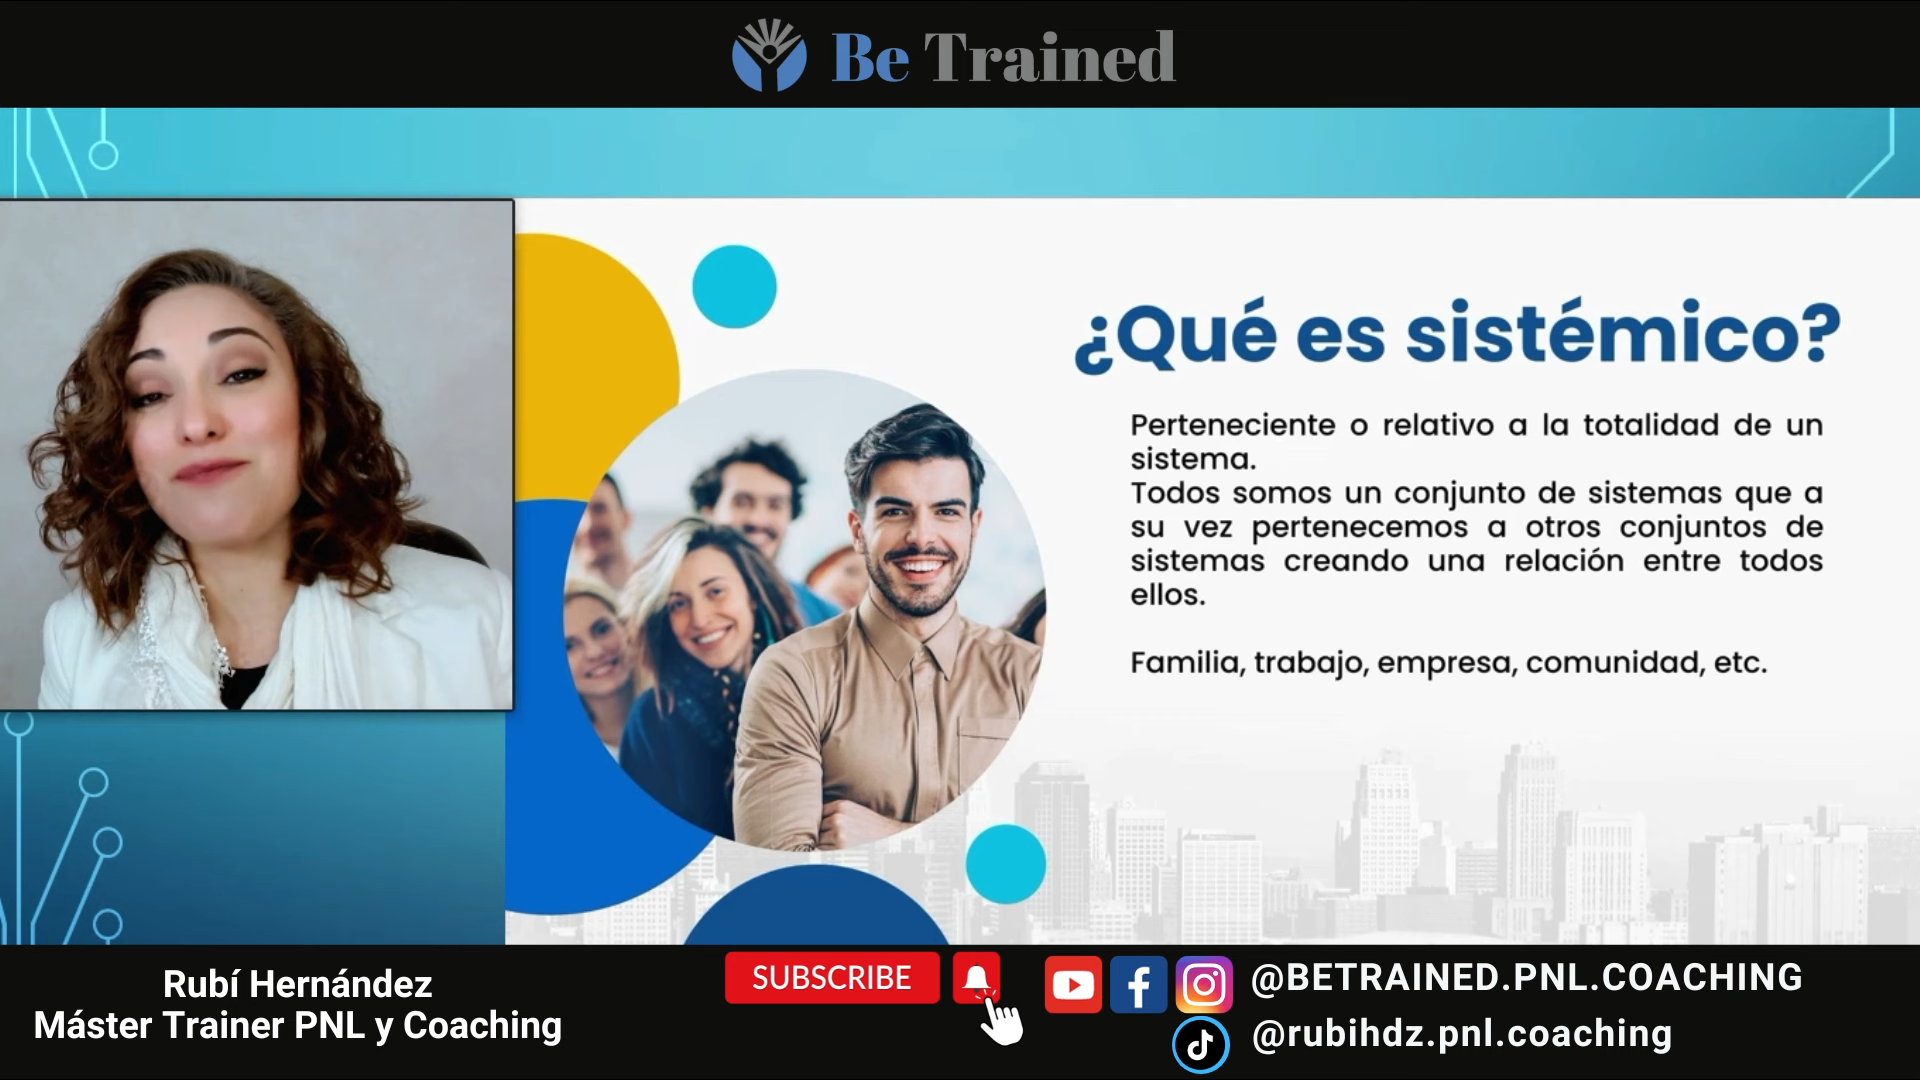 Be Trained
¿Qué es sistémico?
Perteneciente o relativo a la totalidad de un
sistema.
Todos somos un conjunto de sistemas que a
su vez pertenecemos a otros conjuntos de
sistemas creando una relación entre todos
ellos.
Familia, trabajo, empresa, comunidad, etc.
Rubí Hernández
Máster Trainer PNL y Coaching
SUBSCRIBE
@BETRAINED.PNL.COACHING
@rubihdz.pnl.coaching